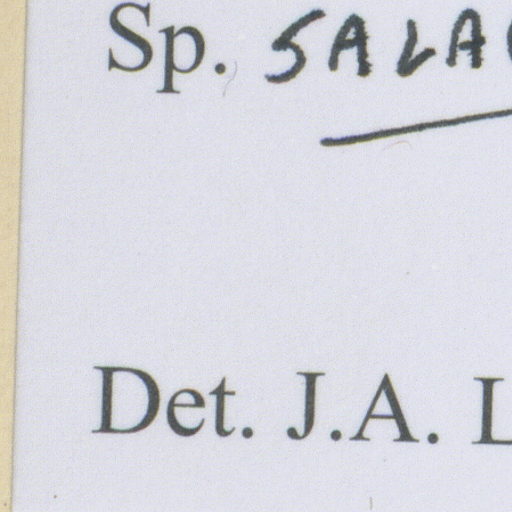 Sp. SALA
Det. J.A. L